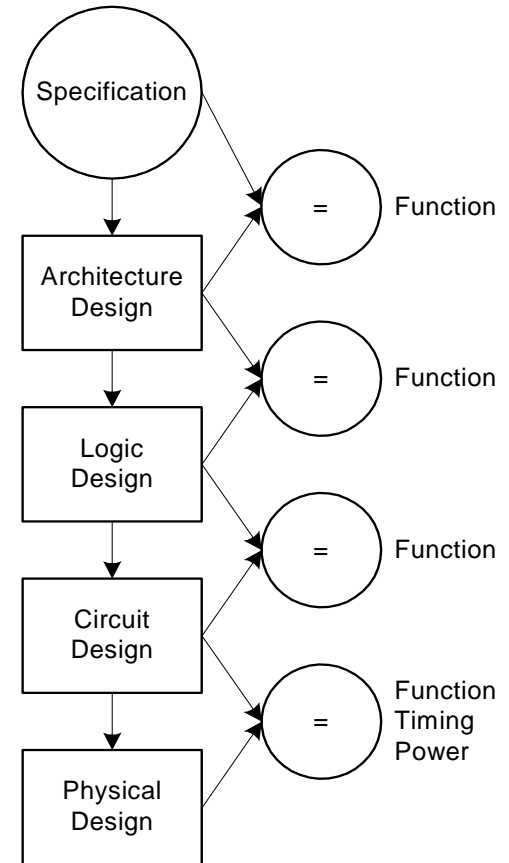 Specification
=
Function
Architecture
Design
=
Function
Logic
Design
=
Function
Circuit
Design
=
Function
Timing
Power
Physical
Design